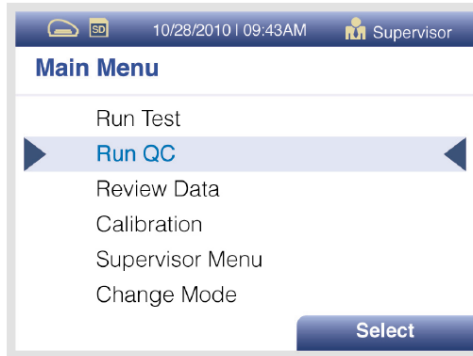 SD 10/28/2010 | 09:43AM Supervisor
Main Menu
Run Test
Run QC
Review Data
Calibration
Supervisor Menu
Change Mode
Select